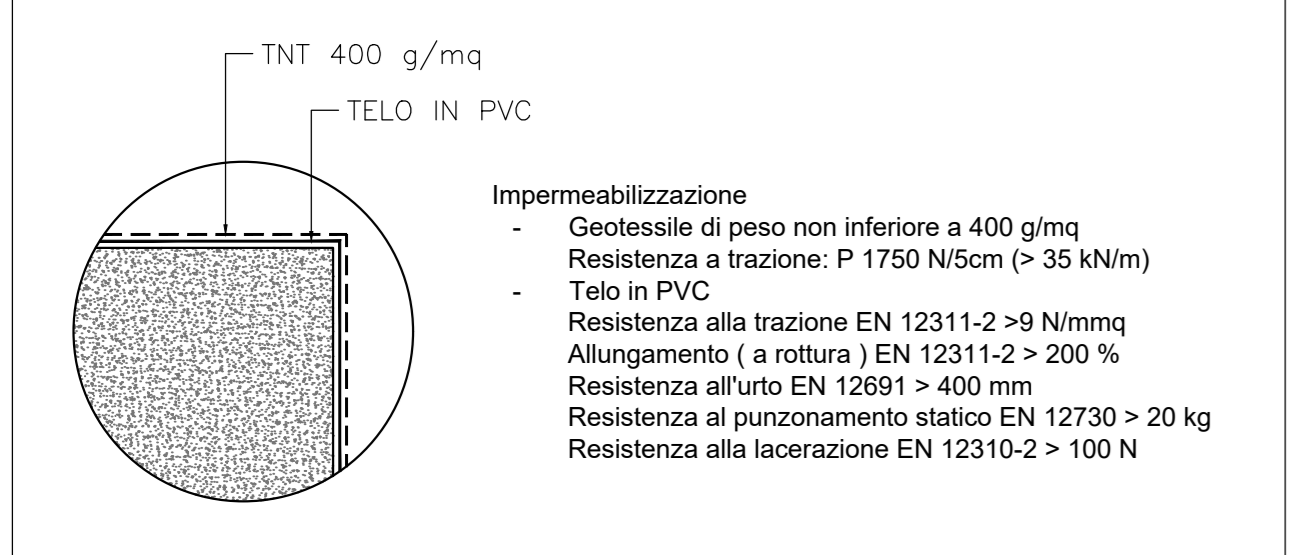 TNT 400 g/mq
TELO IN PVC
Impermeabilizzazione
- Geotessile di peso non inferiore a 400 g/mq
Resistenza a trazione: P 1750 N/5cm (> 35 kN/m)
- Telo in PVC
Resistenza alla trazione EN 12311-2 >9 N/mmq
Allungamento ( a rottura ) EN 12311-2 > 200 %
Resistenza all'urto EN 12691 > 400 mm
Resistenza al punzonamento statico EN 12730 > 20 kg
Resistenza alla lacerazione EN 12310-2 > 100 N